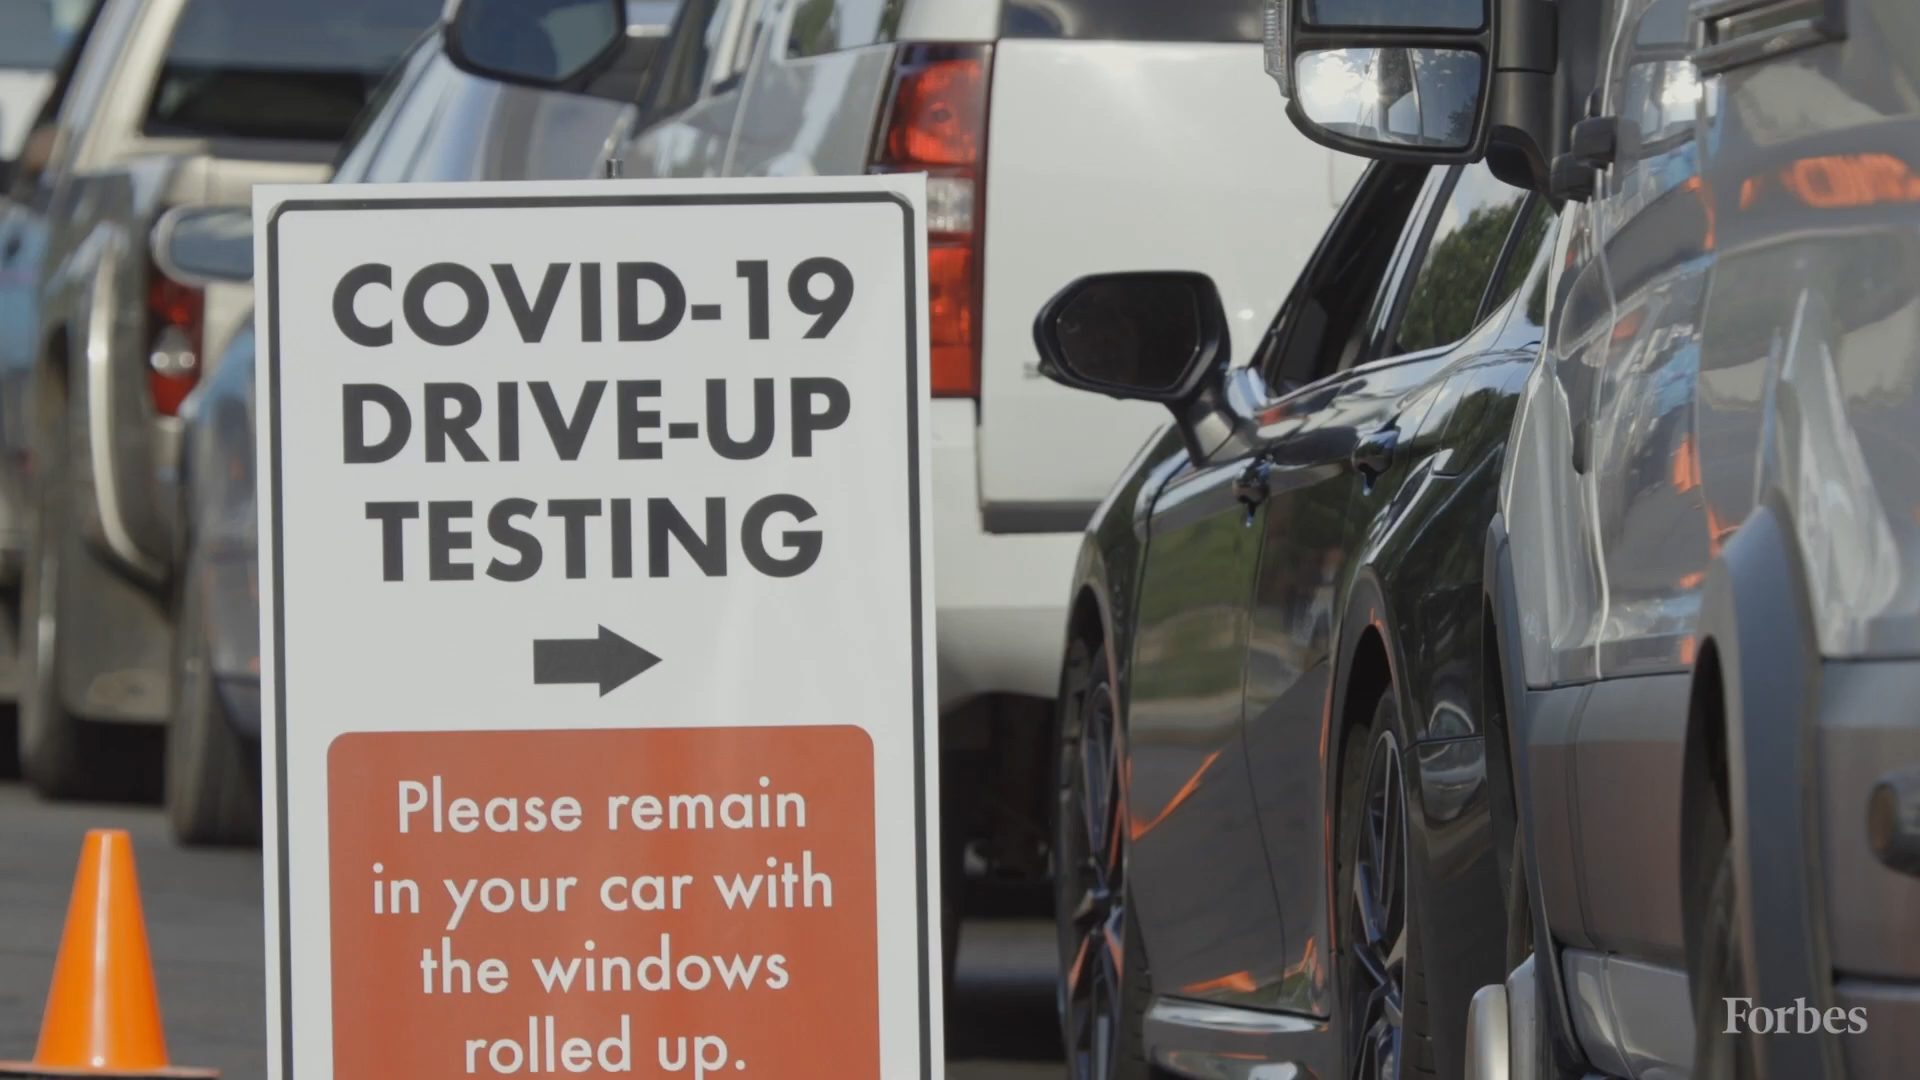 COVID-19
DRIVE-UP
TESTING
Please remain
in your car with
the windows
rolled up.
Forbes